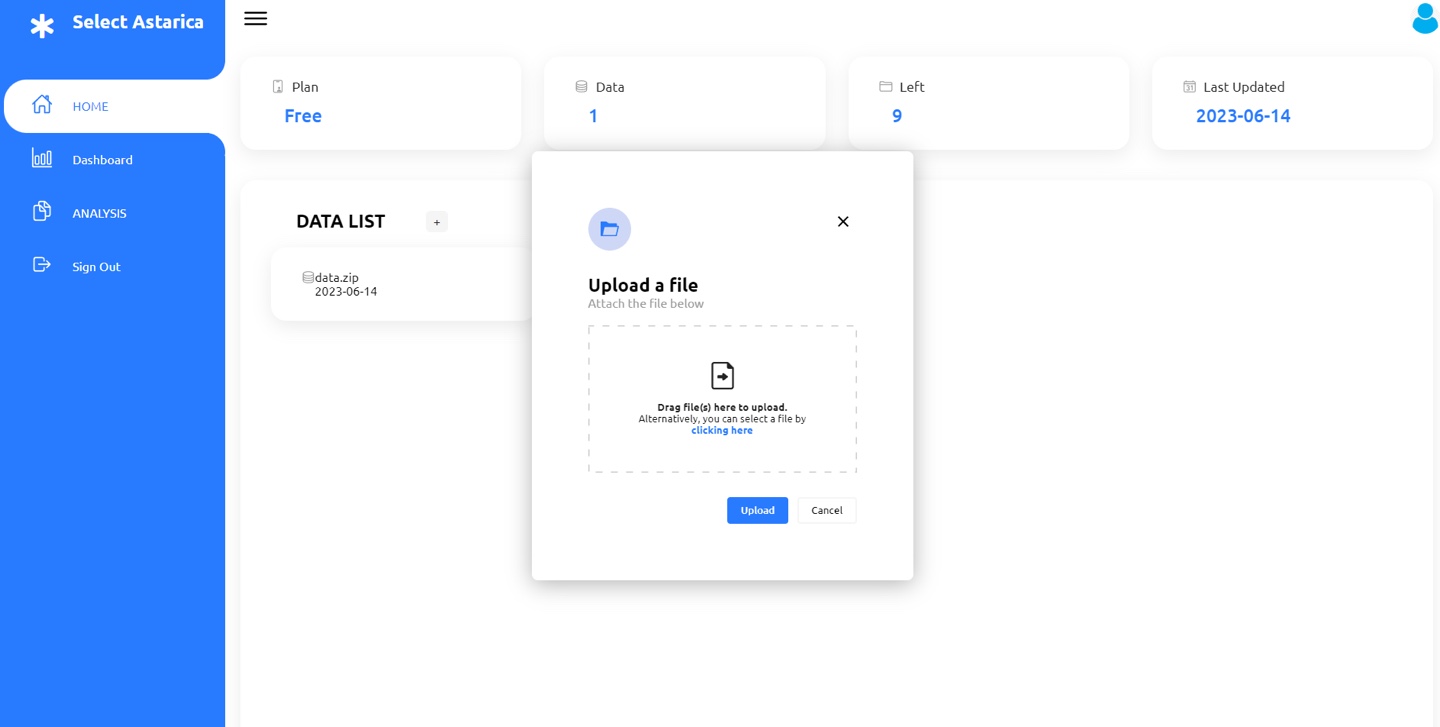 Select Astarica
HOME
Dashboard
ANALYSIS
Sign Out
Plan
Free
Data
1
Left
9
Last Updated
2023-06-14
DATA LIST
+
data.zip
2023-06-14
Upload a file
Attach the file below
Drag file(s) here to upload.
Alternatively, you can select a file by
clicking here
Upload
Cancel